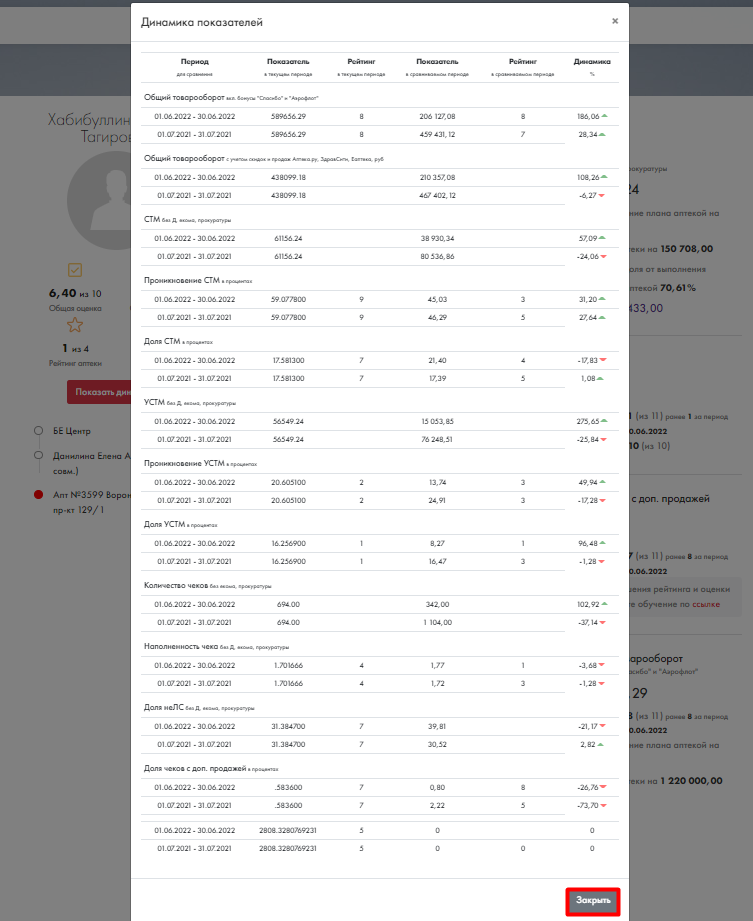 Динамика показателей ×
Период Показатель Рейтинг Показатель Рейтинг Динамика
для сравнения в текущем периоде в текущем периоде в сравниваемом периоде в сравниваемом периоде %
Общий товарооборот вкл. бонусы "Спасибо" и "Аэрофлот"
01.06.2022 - 30.06.2022 589656.29 8 206 127,08 8 186,06
01.07.2021 - 31.07.2021 589656.29 8 459 431,12 7 28,34
Общий товарооборот с учетом скидок и продаж Аптека.ру, ЗдравСити, Еаптека, руб
01.06.2022 - 30.06.2022 438099.18 210 357,08 108,26
01.07.2021 - 31.07.2021 438099.18 467 402,12 -6,27
СТМ без Д, екома, прокуратуры
01.06.2022 - 30.06.2022 61156.24 38 930,34 57,09
01.07.2021 - 31.07.2021 61156.24 80 536,86 -24,06
Проникновение СТМ в процентах
01.06.2022 - 30.06.2022 59.077800 9 45,03 3 31,20
01.07.2021 - 31.07.2021 59.077800 9 46,29 5 27,64
Доля СТМ в процентах
01.06.2022 - 30.06.2022 17.581300 7 21,40 4 -17,83
01.07.2021 - 31.07.2021 17.581300 7 17,39 5 1,08
УСТМ без Д, екома, прокуратуры
01.06.2022 - 30.06.2022 56549.24 15 053,85 275,65
01.07.2021 - 31.07.2021 56549.24 76 248,51 -25,84
Проникновение УСТМ в процентах
01.06.2022 - 30.06.2022 20.605100 2 13,74 3 49,94
01.07.2021 - 31.07.2021 20.605100 2 24,91 3 -17,28
Доля УСТМ в процентах
01.06.2022 - 30.06.2022 16.256900 1 8,27 1 96,48
01.07.2021 - 31.07.2021 16.256900 1 16,47 3 -1,28
Количество чеков без екома, прокуратуры
01.06.2022 - 30.06.2022 694.00 342,00 102,92
01.07.2021 - 31.07.2021 694.00 1 104,00 -37,14
Наполненность чека без Д, екома, прокуратуры
01.06.2022 - 30.06.2022 1.701666 4 1,77 1 -3,68
01.07.2021 - 31.07.2021 1.701666 4 1,72 3 -1,28
Доля неЛС без Д, екома, прокуратуры
01.06.2022 - 30.06.2022 31.384700 7 39,81 -21,17
01.07.2021 - 31.07.2021 31.384700 7 30,52 2,82
Доля чеков с доп. продажей в процентах
01.06.2022 - 30.06.2022 .583600 7 0,80 8 -26,76
01.07.2021 - 31.07.2021 .583600 7 2,22 5 -73,70
01.06.2022 - 30.06.2022 2808.3280769231 5 0 0
01.07.2021 - 31.07.2021 2808.3280769231 5 0 0 0
Закрыть
Хабибуллин
Тагиров
6,40 из 10
Общая оценка
1 из 4
Рейтинг аптеки
Показать дин
БЕ Центр
Данилина Елена А
совм.)
Апт №3599 Ворон
пр-кт 129/1
куратуры
24
ние плана аптекой на
теки на 150 708,00
оля от выполнения
птекой 70,61%
433,00
1 (из 11) ранее 1 за период
0.06.2022
10 (из 10)
с доп. продажей
7 (из 11) ранее 8 за период
0.06.2022
шения рейтинга и оценки
е обучение по ссылке
варооборот
асибо" и "Аэрофлот"
.29
8 (из 11) ранее 8 за период
0.06.2022
ние плана аптекой на
теки на 1 220 000,00